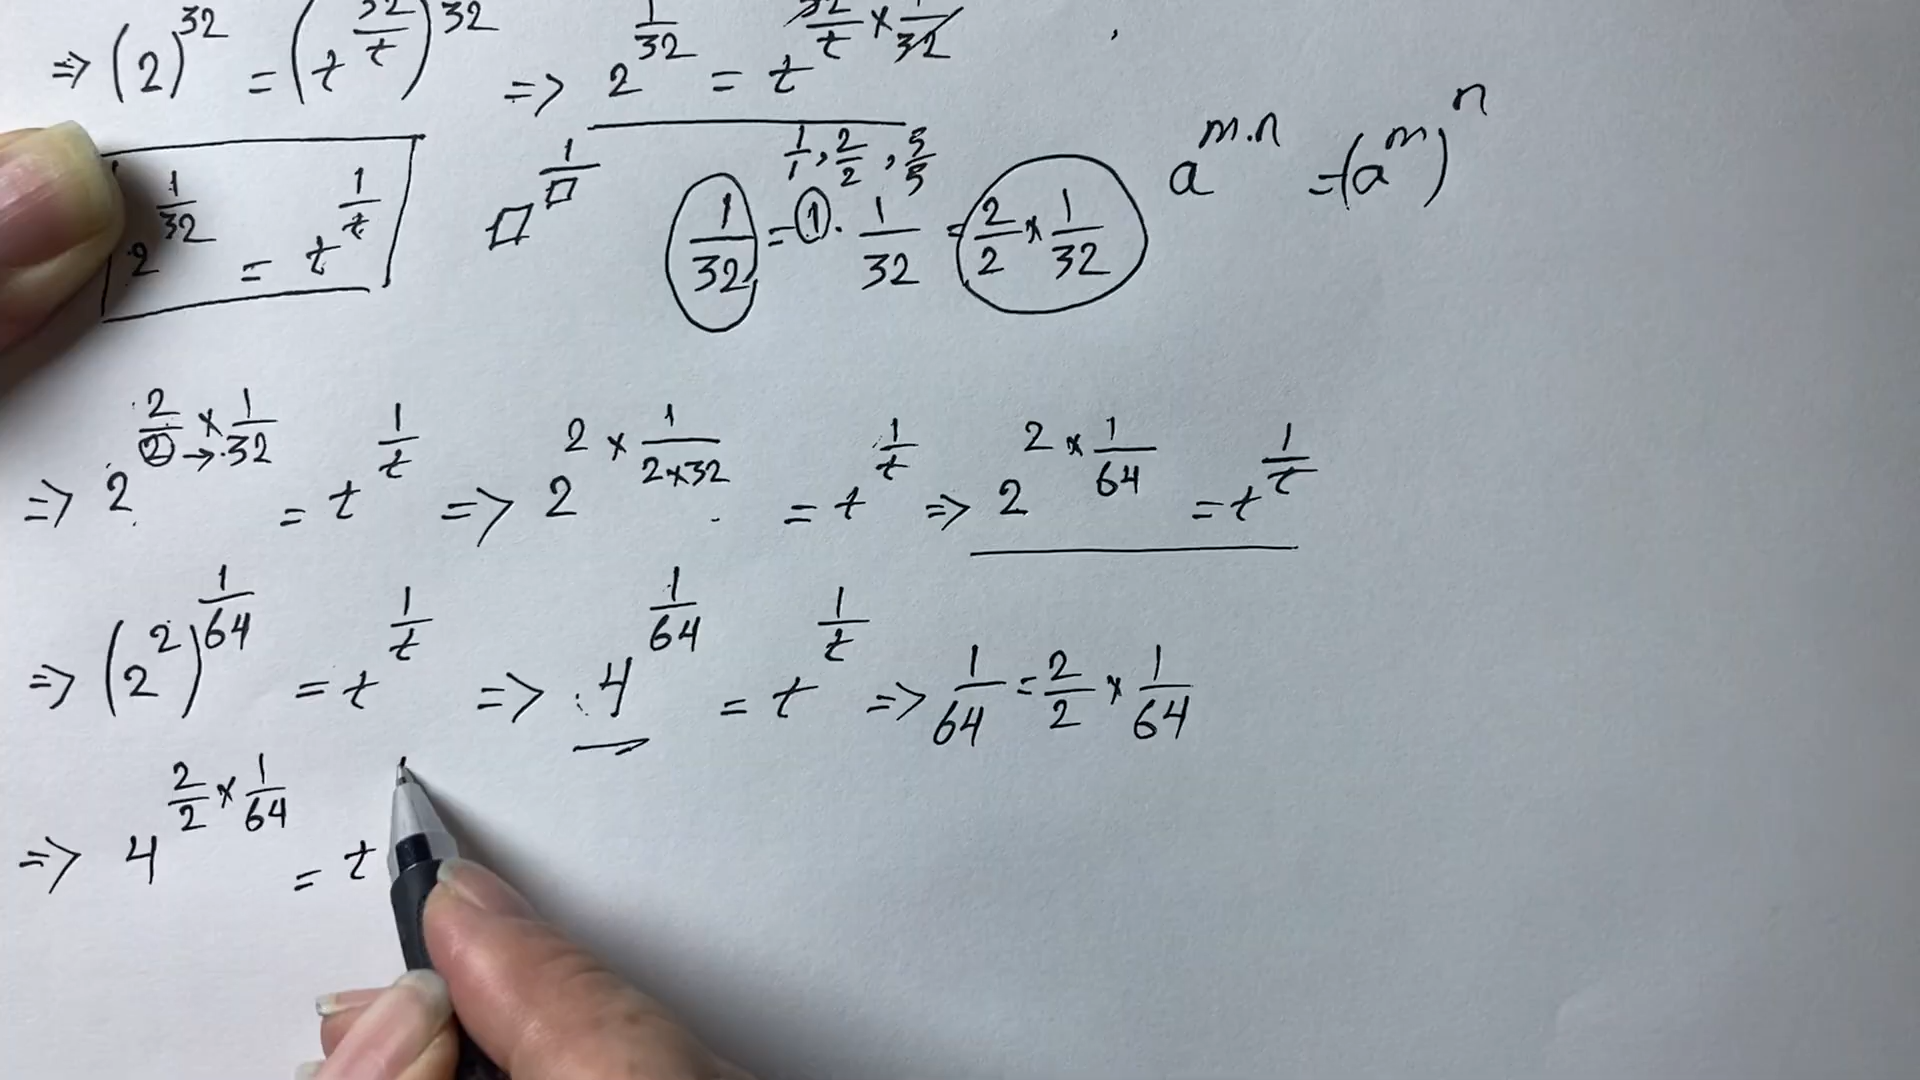 ⇒ (2)^32 = (t^(32/t))^32 ⇒ 2^(1/32) = t^(32/t × 1/32)
1/1, 2/2, 5/5
a^(m.n) = (a^m)^n
2^(1/32) = t^(1/t) □^(1/□) 1/32 = 1 · 1/32 = 2/2 × 1/32
⇒ 2^(2/2 → × 1/32) = t^(1/t) ⇒ 2^(2 × 1/(2×32)) = t^(1/t) ⇒ 2^(2 × 1/64) = t^(1/t)
⇒ (2^2)^(1/64) = t^(1/t) ⇒ 4^(1/64) = t^(1/t) ⇒ 1/64 = 2/2 × 1/64
⇒ 4^(2/2 × 1/64) = t